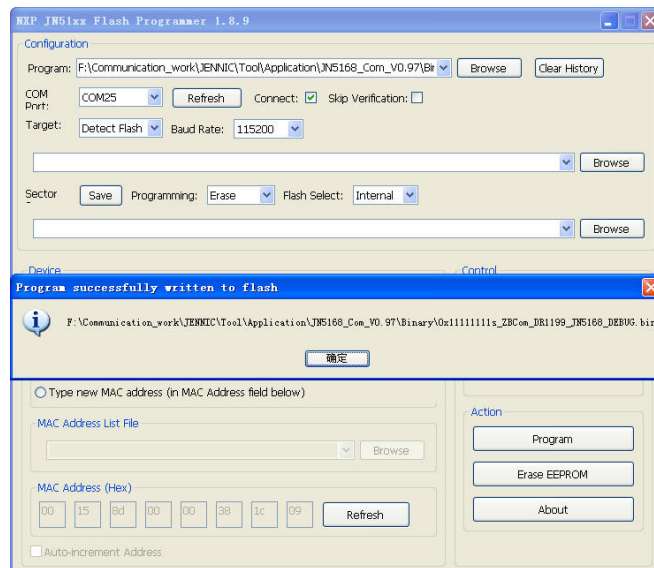 NXP JN51xx Flash Programmer 1.8.9
Configuration
Program: F:\Communication_work\JENNIC\Tool\Application\JN5168_Com_V0.97\Bir Browse Clear History
COM Port: COM25 Refresh Connect: Skip Verification:
Target: Detect Flash Baud Rate: 115200
Browse
Sector Save Programming: Erase Flash Select: Internal
Browse
Device Control
Program successfully written to flash
F:\Communication_work\JENNIC\Tool\Application\JN5168_Com_V0.97\Binary\0x11111111s_ZBCom_DR1199_JN5168_DEBUG.bin
确定
Type new MAC address (in MAC Address field below)
Action
MAC Address List File
Program
Browse
Erase EEPROM
MAC Address (Hex)
00 15 8d 00 00 38 1c 09 Refresh
About
Auto-increment Address